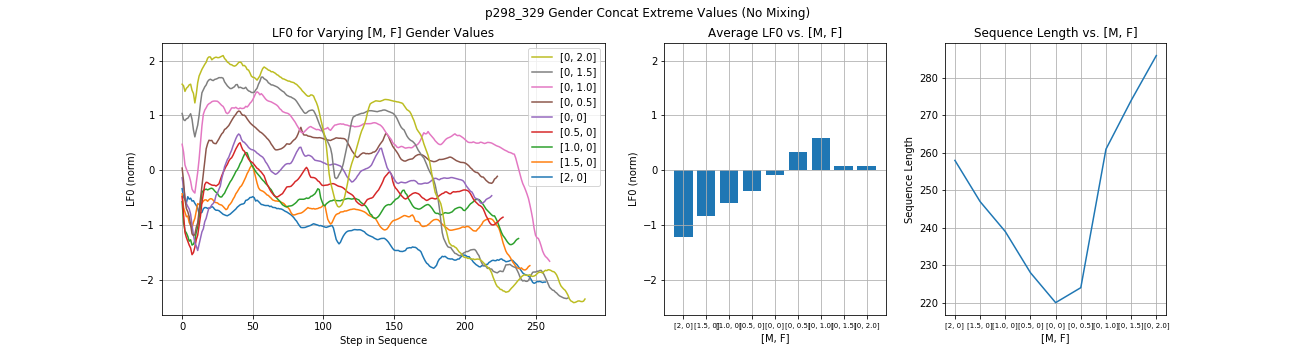 p298_329 Gender Concat Extreme Values (No Mixing)
LF0 for Varying [M, F] Gender Values
LF0 (norm)
2
1
0
−1
−2
0
50
100
150
200
250
Step in Sequence
[0, 2.0]
[0, 1.5]
[0, 1.0]
[0, 0.5]
[0, 0]
[0.5, 0]
[1.0, 0]
[1.5, 0]
[2, 0]
Average LF0 vs. [M, F]
LF0 (norm)
2
1
0
−1
−2
[2, 0] [1.5, 0] [1.0, 0] [0.5, 0] [0, 0] [0, 0.5] [0, 1.0] [0, 1.5] [0, 2.0]
[M, F]
Sequence Length vs. [M, F]
Sequence Length
280
270
260
250
240
230
220
[2, 0] [1.5, 0] [1.0, 0] [0.5, 0] [0, 0] [0, 0.5] [0, 1.0] [0, 1.5] [0, 2.0]
[M, F]